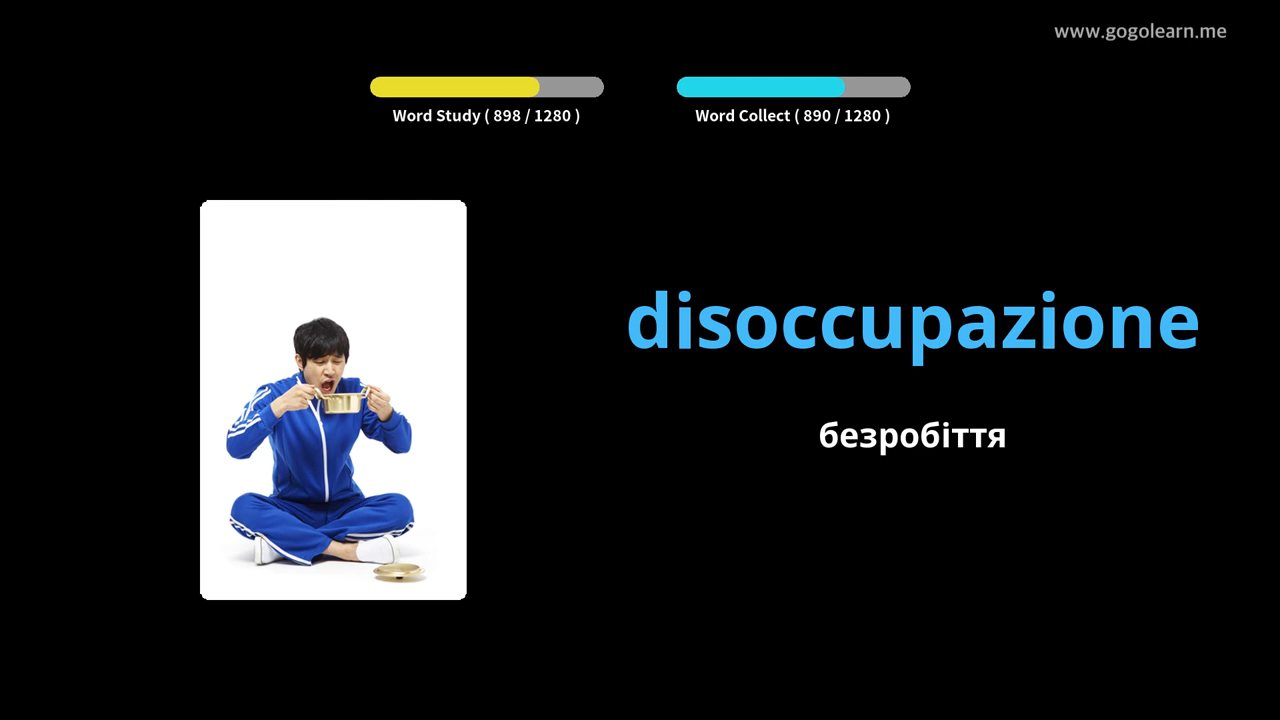 www.gogolearn.me
Word Study ( 898 / 1280 )
Word Collect ( 890 / 1280 )
disoccupazione
безробіття